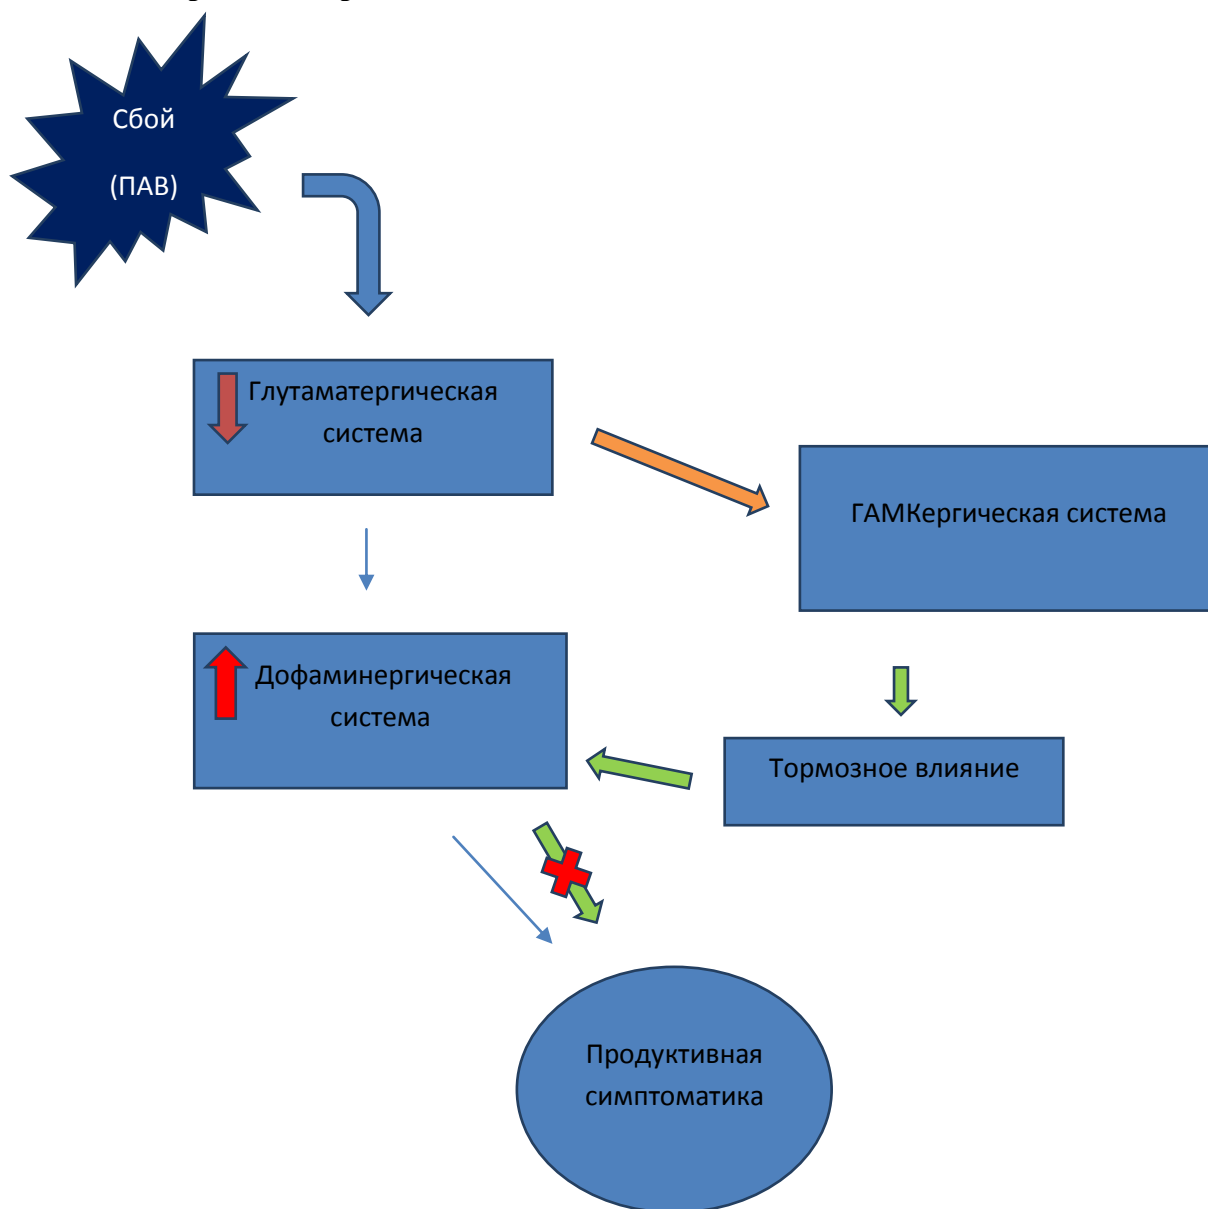 Сбой
(ПАВ)
Глутаматергическая
система
ГАМКергическая система
Дофаминергическая
система
Тормозное влияние
Продуктивная
симптоматика